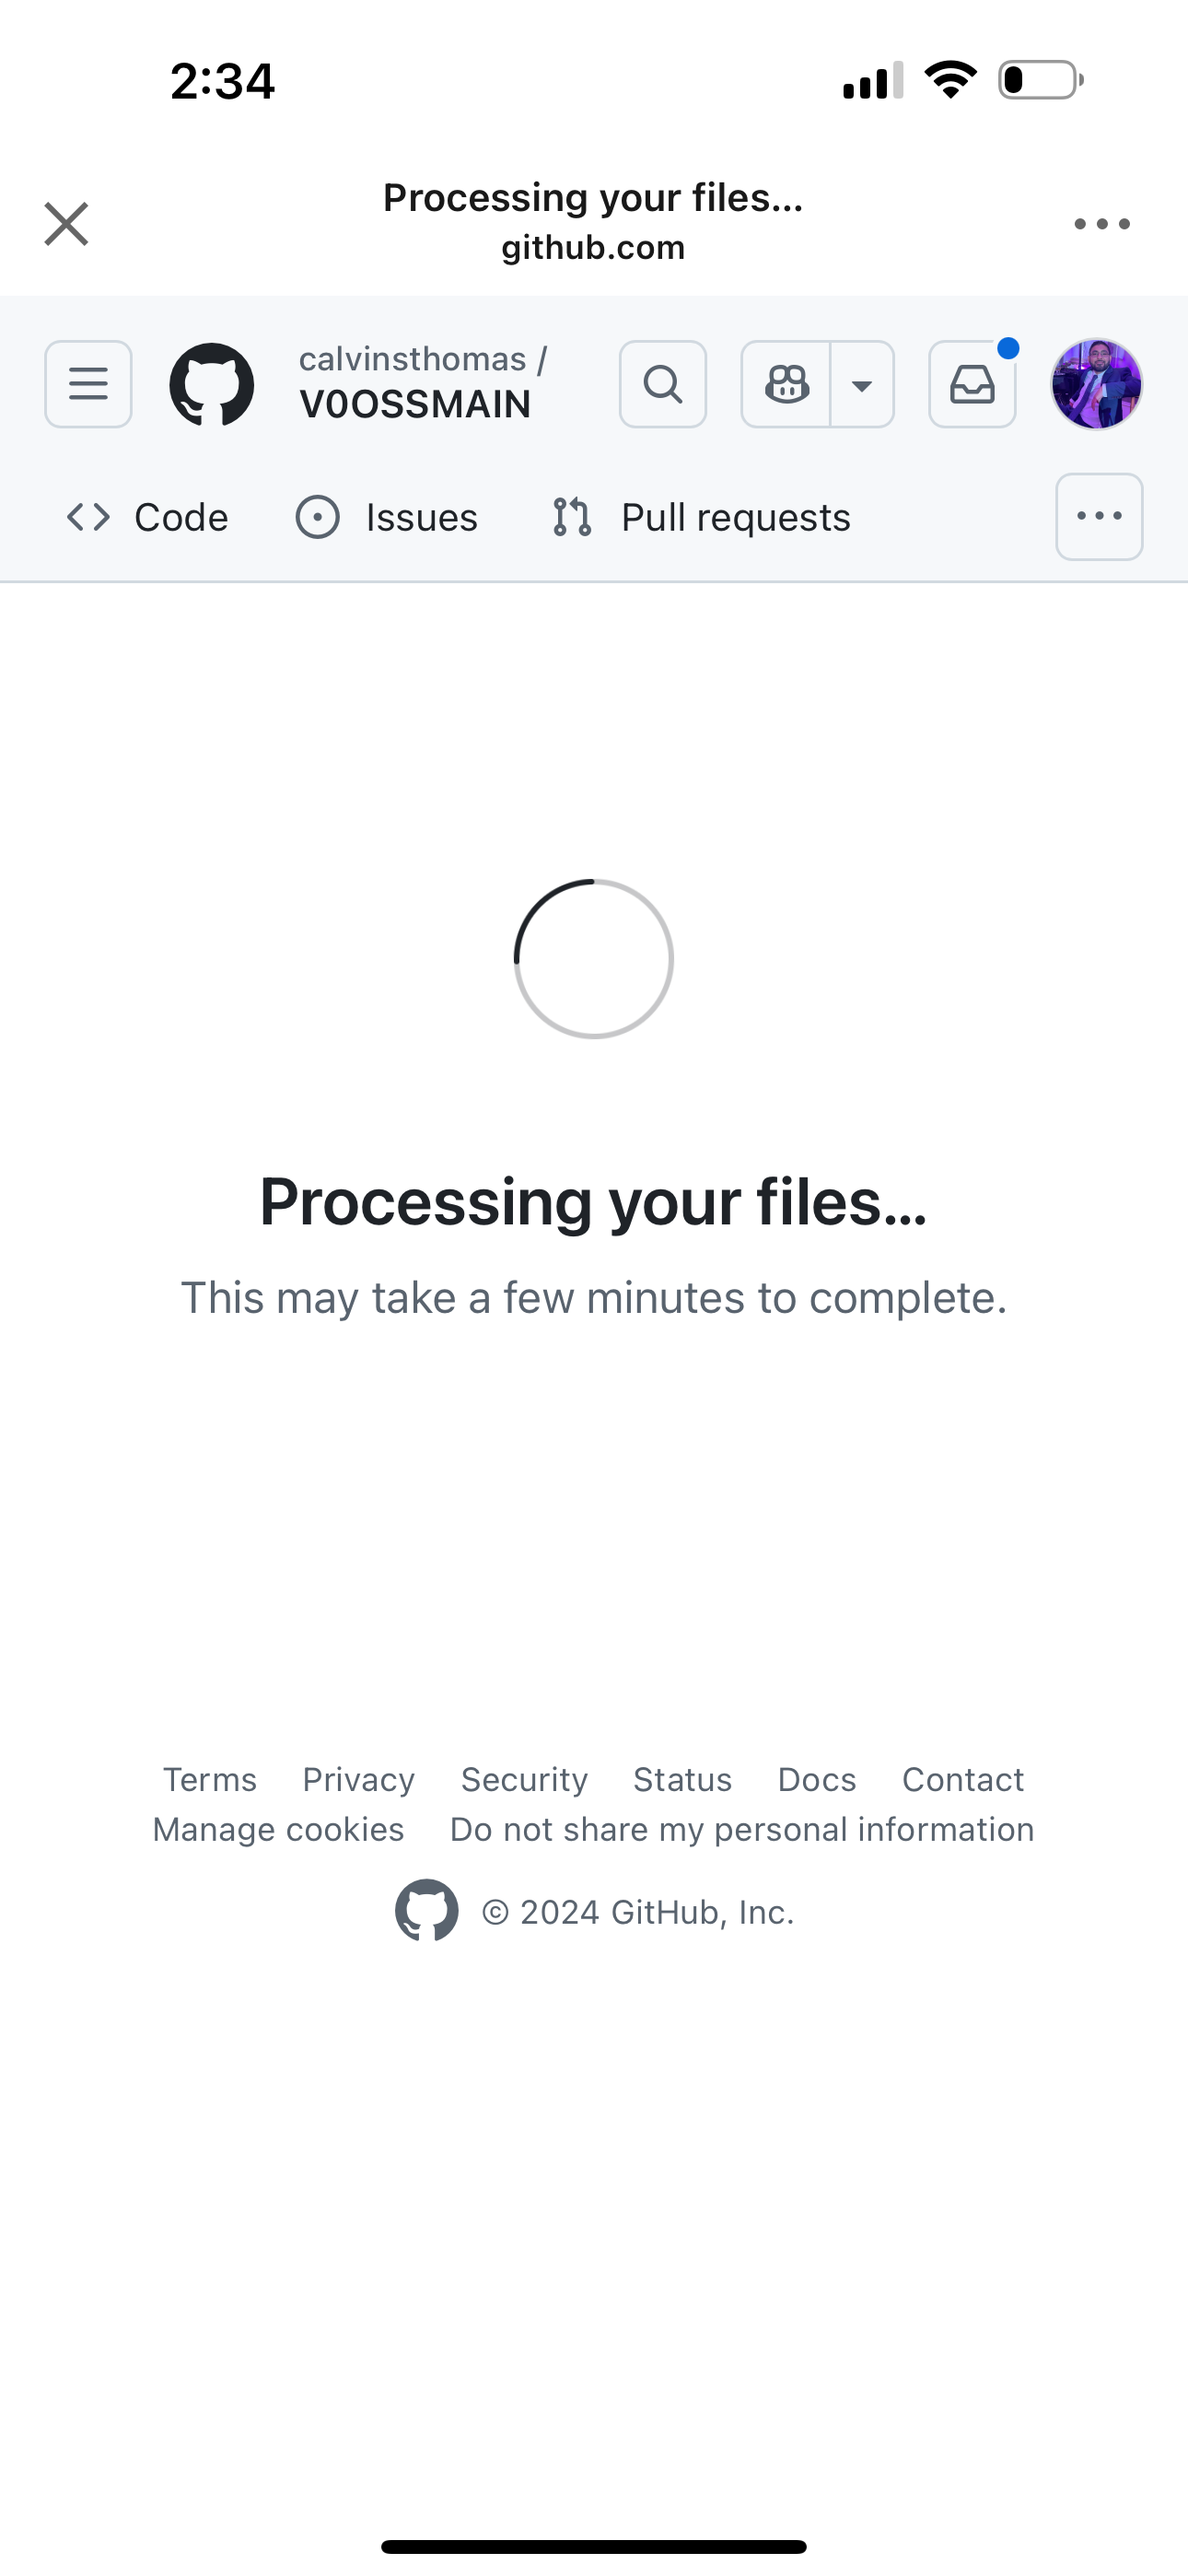 2:34
Processing your files...
github.com
calvinsthomas /
V0OSSMAIN
Code Issues Pull requests
Processing your files...
This may take a few minutes to complete.
Terms Privacy Security Status Docs Contact
Manage cookies Do not share my personal information
© 2024 GitHub, Inc.